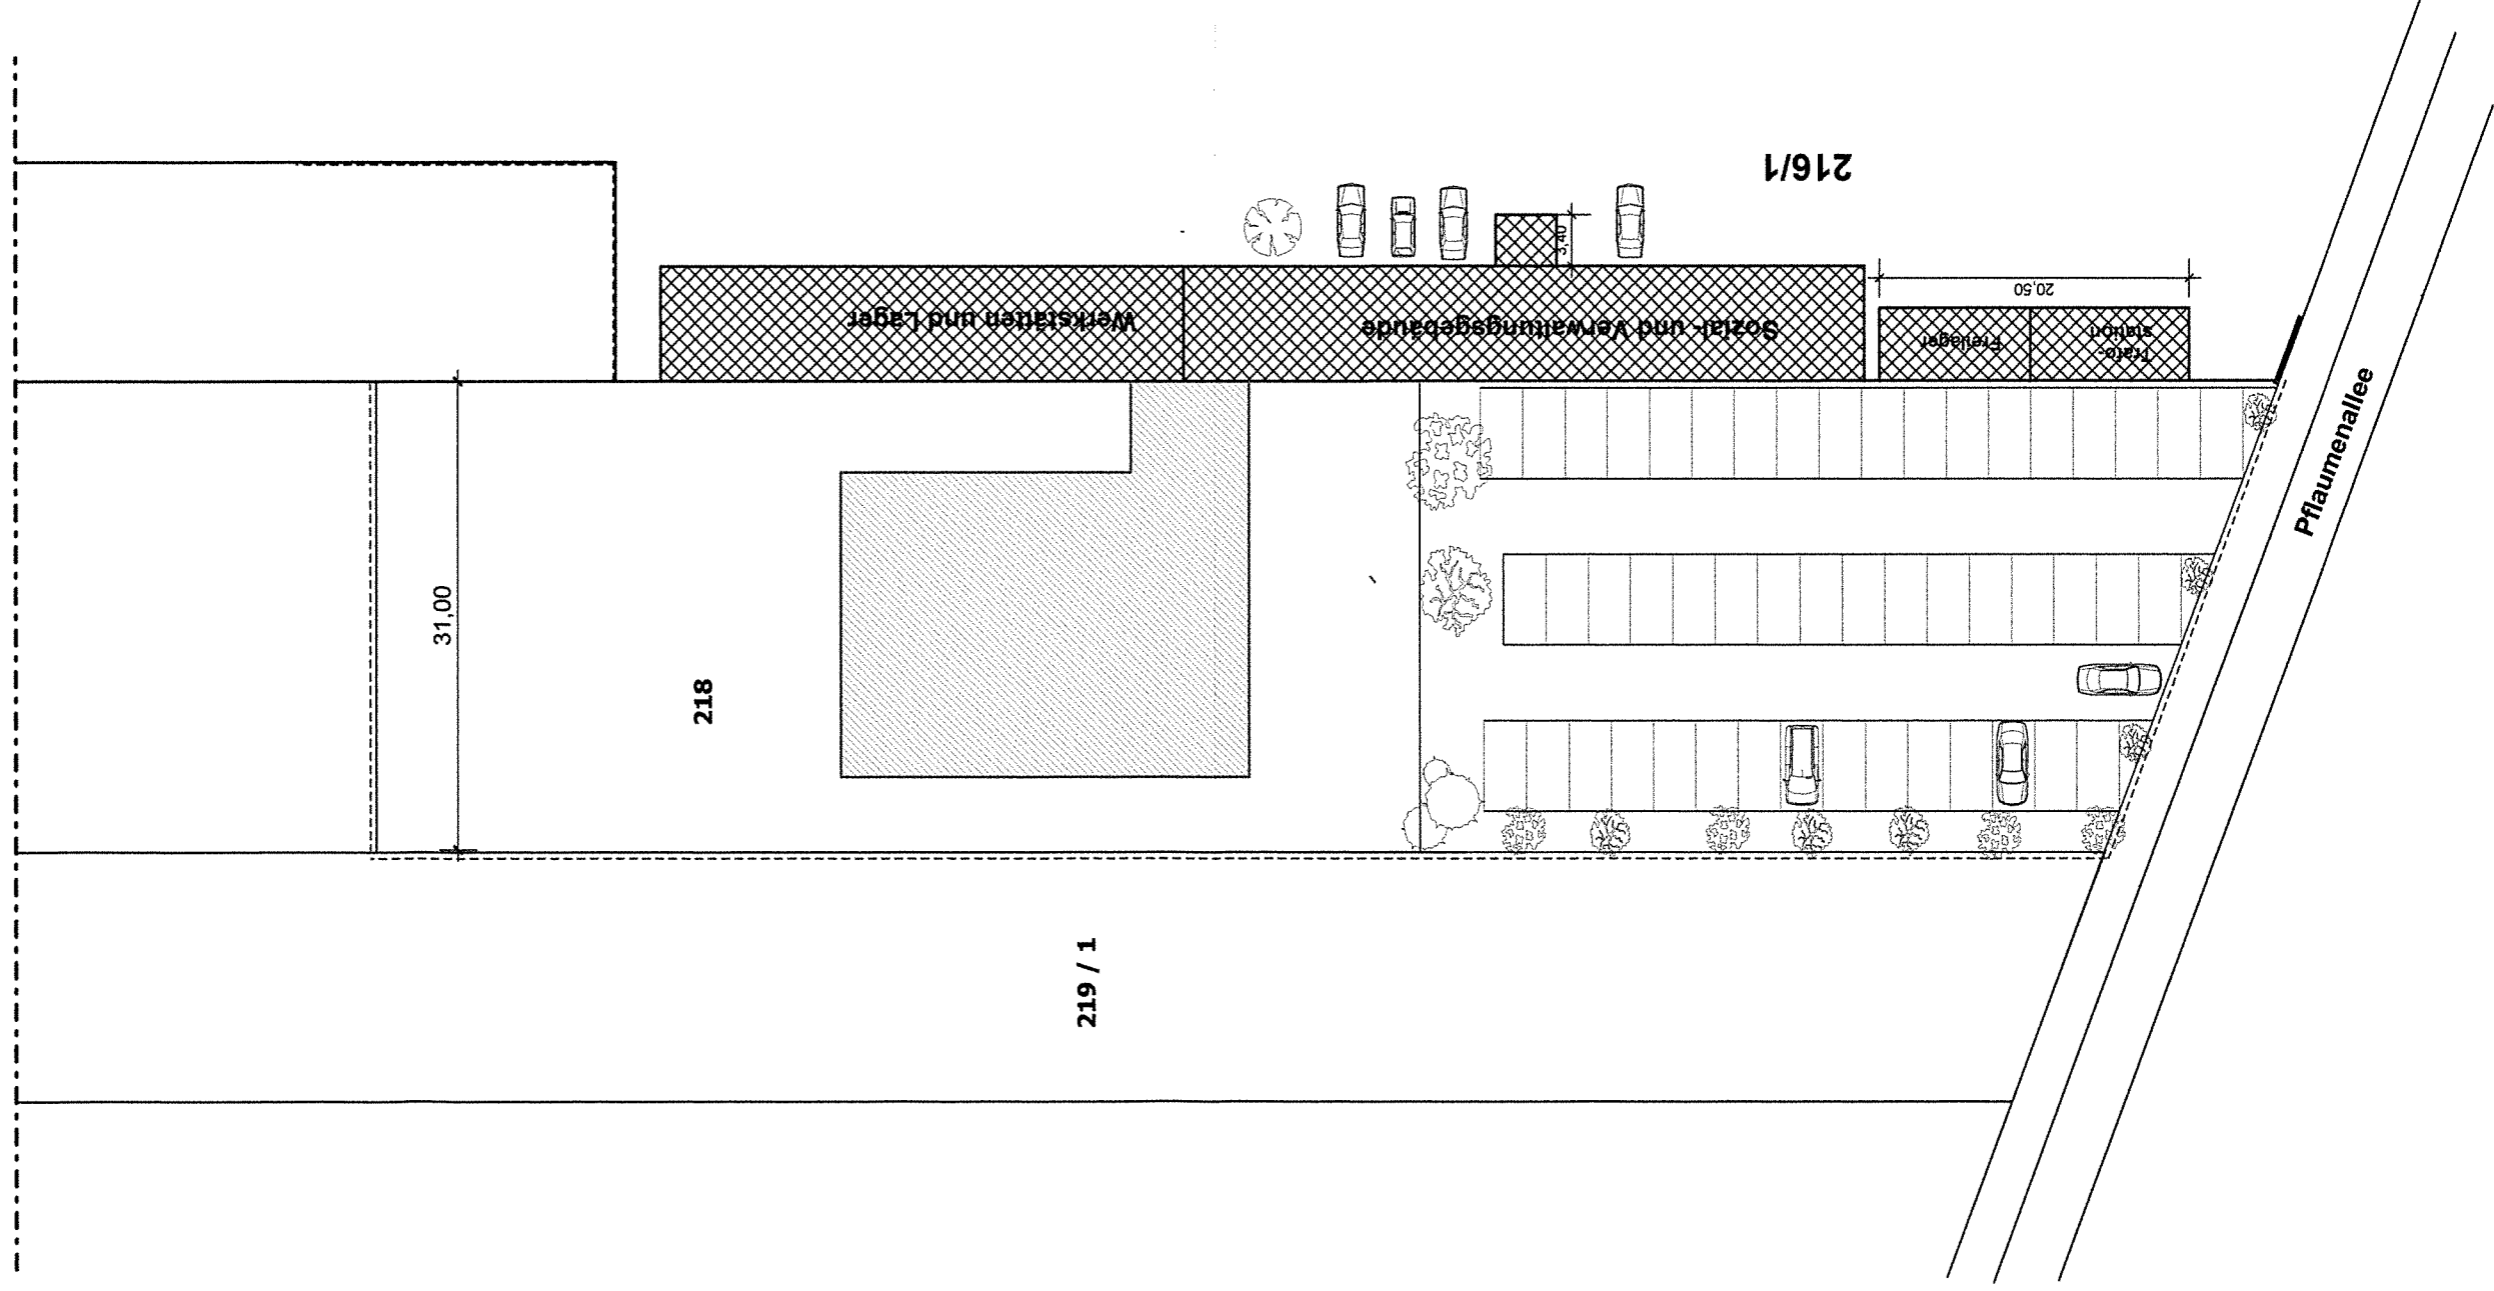 216/1
3,40
20,50
Werkstätten und Lager
Sozial- und Verwaltungsgebäude
Freilager
Trafo-
station
Pflaumenallee
31,00
218
219 / 1